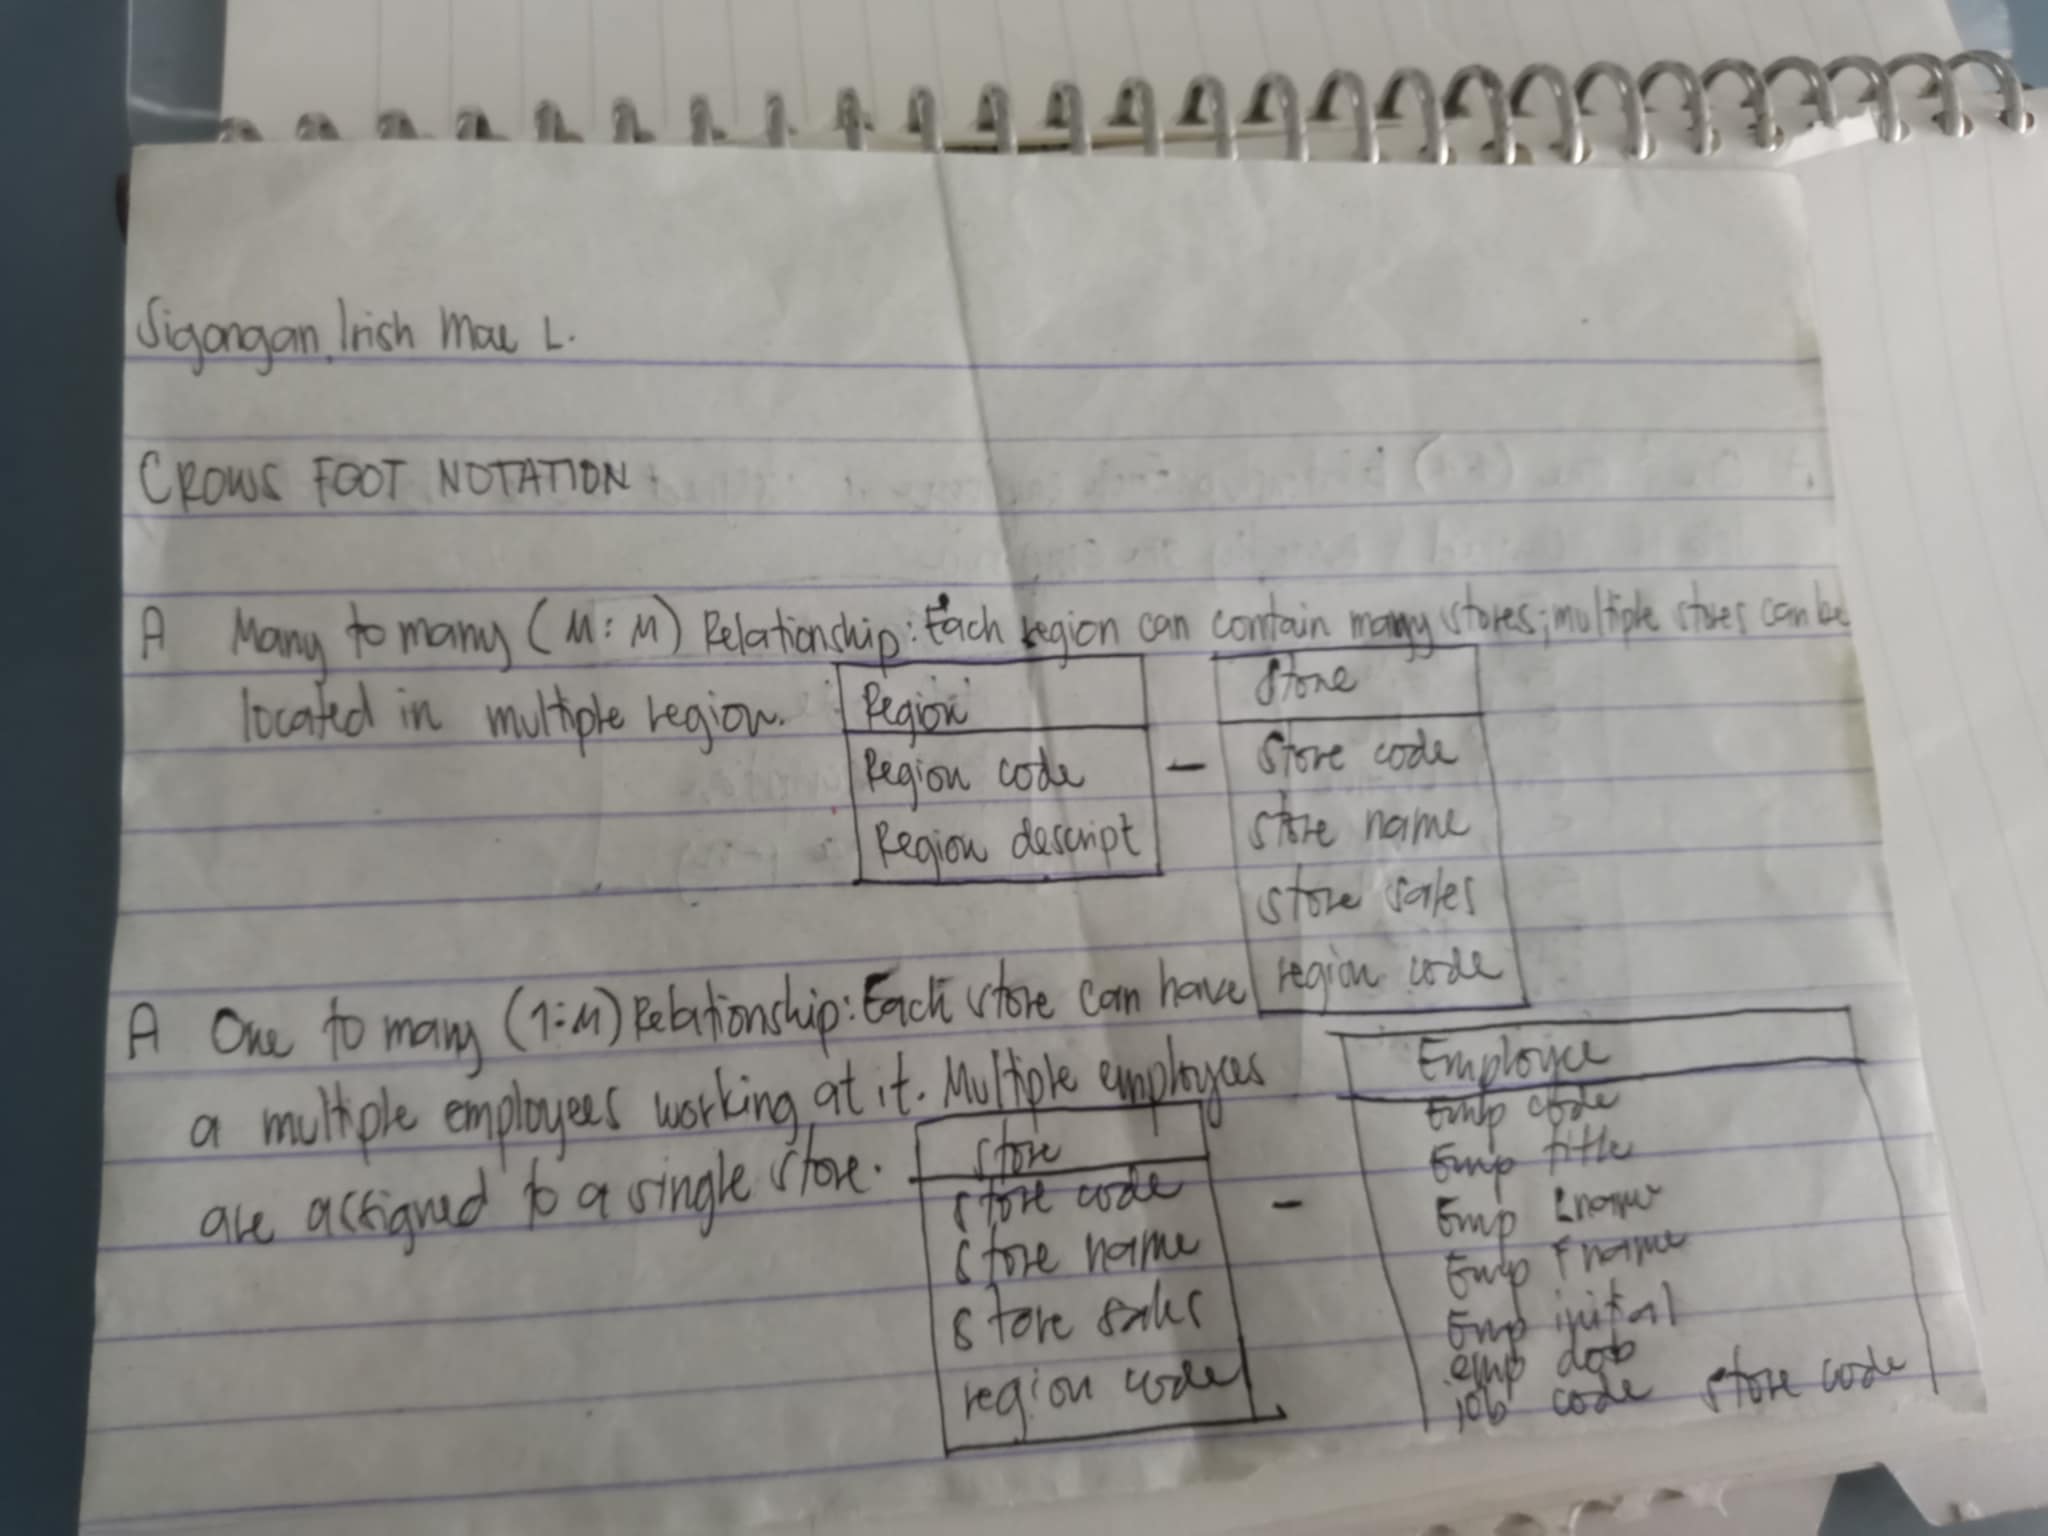 Sigongan, Irish Mae L.
CROWS FOOT NOTATION
A Many to many (M:M) Relationship: Each region can contain many stores; multiple stores can be
located in multiple region.
Region
Region code
Region descript
Store
Store code
store name
store sales
region code
A One to many (1:M) Relationship: Each store can have
a multiple employees working at it. Multiple employees
are assigned to a single store.
store
store code
store name
store sales
region code
Employee
Emp code
Emp title
Emp Lname
Emp Fname
Emp initial
emp dob
job code store code